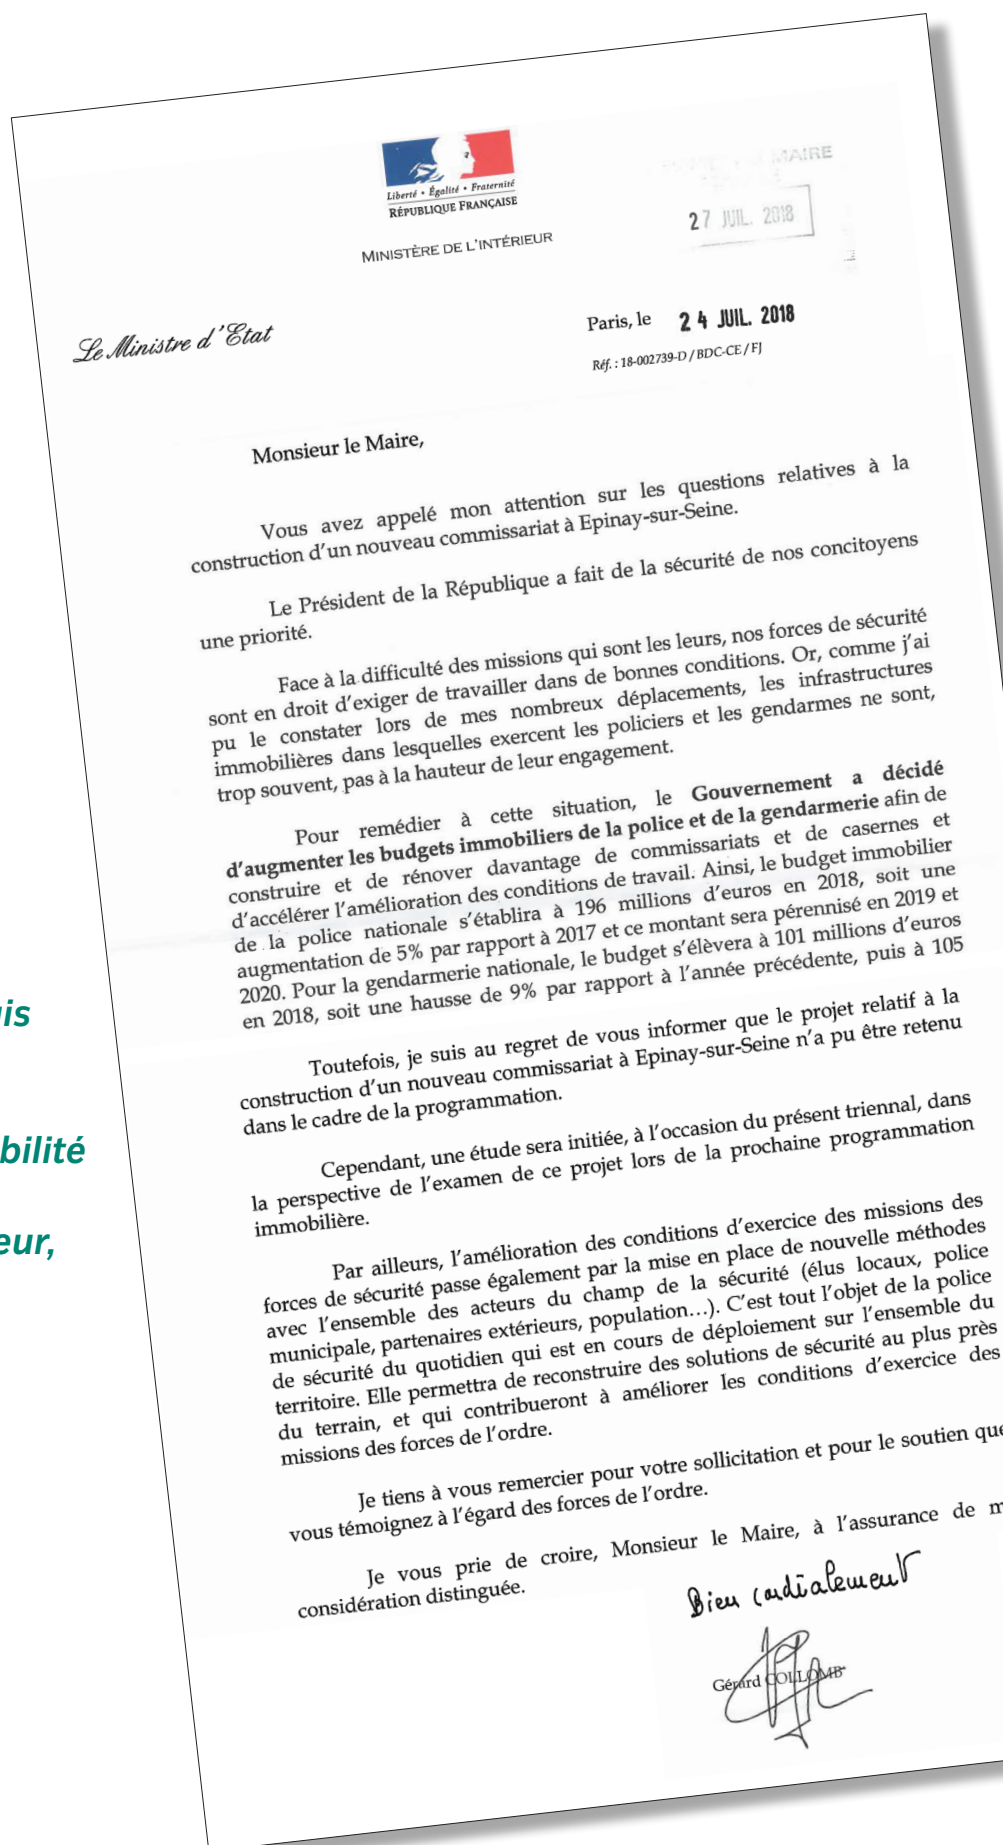 Liberté • Égalité • Fraternité
RÉPUBLIQUE FRANÇAISE
MINISTÈRE DE L'INTÉRIEUR
MAIRE
27 JUIL. 2018
Le Ministre d'Etat
Paris, le 24 JUIL. 2018
Réf. : 18-002739-D / BDC-CE / FJ
Monsieur le Maire,
Vous avez appelé mon attention sur les questions relatives à la
construction d'un nouveau commissariat à Epinay-sur-Seine.
Le Président de la République a fait de la sécurité de nos concitoyens
une priorité.
Face à la difficulté des missions qui sont les leurs, nos forces de sécurité
sont en droit d'exiger de travailler dans de bonnes conditions. Or, comme j'ai
pu le constater lors de mes nombreux déplacements, les infrastructures
immobilières dans lesquelles exercent les policiers et les gendarmes ne sont,
trop souvent, pas à la hauteur de leur engagement.
Pour remédier à cette situation, le Gouvernement a décidé
d'augmenter les budgets immobiliers de la police et de la gendarmerie afin de
construire et de rénover davantage de commissariats et de casernes et
d'accélérer l'amélioration des conditions de travail. Ainsi, le budget immobilier
de la police nationale s'établira à 196 millions d'euros en 2018, soit une
augmentation de 5% par rapport à 2017 et ce montant sera pérennisé en 2019 et
2020. Pour la gendarmerie nationale, le budget s'élèvera à 101 millions d'euros
en 2018, soit une hausse de 9% par rapport à l'année précédente, puis à 105
Toutefois, je suis au regret de vous informer que le projet relatif à la
construction d'un nouveau commissariat à Epinay-sur-Seine n'a pu être retenu
dans le cadre de la programmation.
Cependant, une étude sera initiée, à l'occasion du présent triennal, dans
la perspective de l'examen de ce projet lors de la prochaine programmation
immobilière.
Par ailleurs, l'amélioration des conditions d'exercice des missions des
forces de sécurité passe également par la mise en place de nouvelle méthodes
avec l'ensemble des acteurs du champ de la sécurité (élus locaux, police
municipale, partenaires extérieurs, population…). C'est tout l'objet de la police
de sécurité du quotidien qui est en cours de déploiement sur l'ensemble du
territoire. Elle permettra de reconstruire des solutions de sécurité au plus près
du terrain, et qui contribueront à améliorer les conditions d'exercice des
missions des forces de l'ordre.
Je tiens à vous remercier pour votre sollicitation et pour le soutien que
vous témoignez à l'égard des forces de l'ordre.
Je vous prie de croire, Monsieur le Maire, à l'assurance de m
considération distinguée.
Bien cordialement
Gérard COLLOMB
is
bilité
eur,